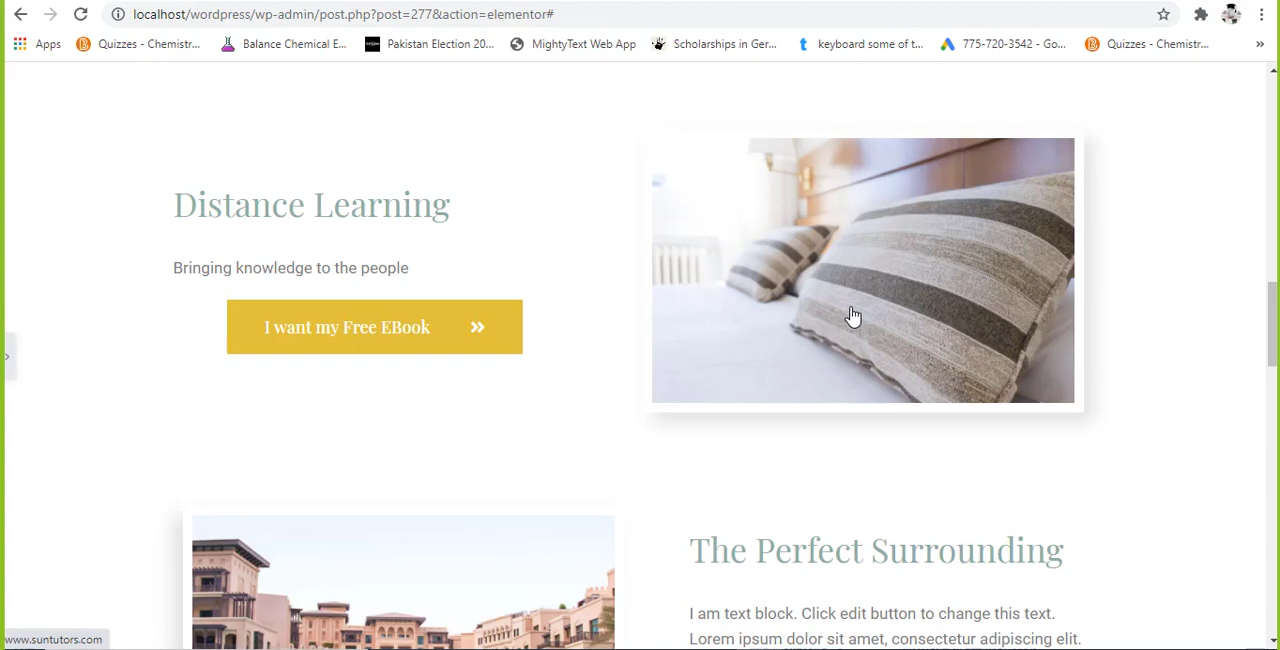 localhost/wordpress/wp-admin/post.php?post=277&action=elementor#
Apps Quizzes - Chemistr... Balance Chemical E... Pakistan Election 20... MightyText Web App Scholarships in Ger... keyboard some of t... 775-720-3542 - Go... Quizzes - Chemistr... »
Distance Learning
Bringing knowledge to the people
I want my Free EBook »
The Perfect Surrounding
I am text block. Click edit button to change this text.
Lorem ipsum dolor sit amet, consectetur adipiscing elit.
www.suntutors.com